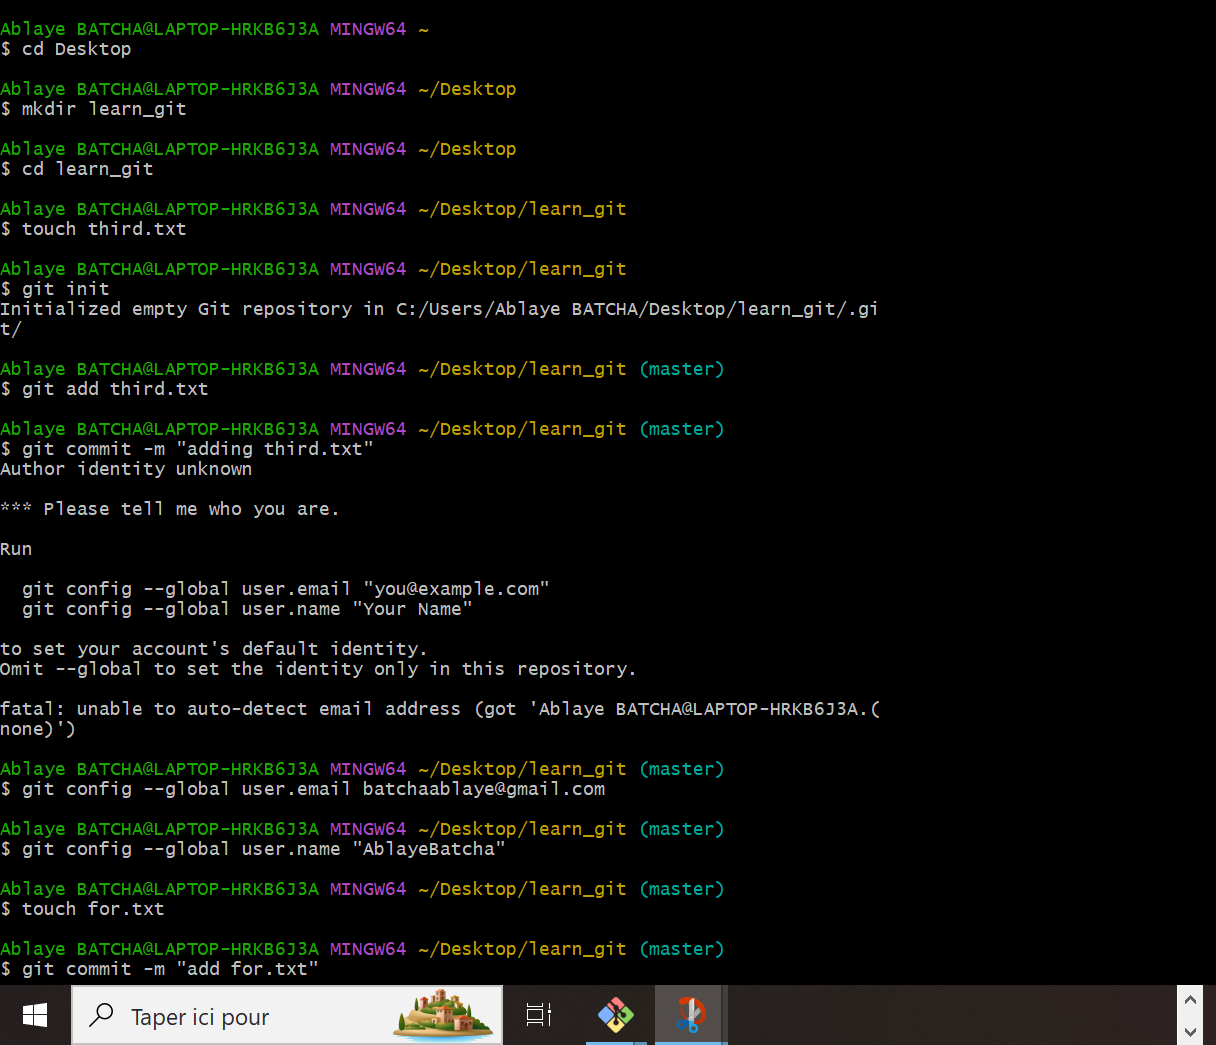 Ablaye BATCHA@LAPTOP-HRKB6J3A MINGW64 ~
$ cd Desktop
Ablaye BATCHA@LAPTOP-HRKB6J3A MINGW64 ~/Desktop
$ mkdir learn_git
Ablaye BATCHA@LAPTOP-HRKB6J3A MINGW64 ~/Desktop
$ cd learn_git
Ablaye BATCHA@LAPTOP-HRKB6J3A MINGW64 ~/Desktop/learn_git
$ touch third.txt
Ablaye BATCHA@LAPTOP-HRKB6J3A MINGW64 ~/Desktop/learn_git
$ git init
Initialized empty Git repository in C:/Users/Ablaye BATCHA/Desktop/learn_git/.gi
t/
Ablaye BATCHA@LAPTOP-HRKB6J3A MINGW64 ~/Desktop/learn_git (master)
$ git add third.txt
Ablaye BATCHA@LAPTOP-HRKB6J3A MINGW64 ~/Desktop/learn_git (master)
$ git commit -m "adding third.txt"
Author identity unknown
*** Please tell me who you are.
Run
git config --global user.email "you@example.com"
git config --global user.name "Your Name"
to set your account's default identity.
Omit --global to set the identity only in this repository.
fatal: unable to auto-detect email address (got 'Ablaye BATCHA@LAPTOP-HRKB6J3A.(
none)')
Ablaye BATCHA@LAPTOP-HRKB6J3A MINGW64 ~/Desktop/learn_git (master)
$ git config --global user.email batchaablaye@gmail.com
Ablaye BATCHA@LAPTOP-HRKB6J3A MINGW64 ~/Desktop/learn_git (master)
$ git config --global user.name "AblayeBatcha"
Ablaye BATCHA@LAPTOP-HRKB6J3A MINGW64 ~/Desktop/learn_git (master)
$ touch for.txt
Ablaye BATCHA@LAPTOP-HRKB6J3A MINGW64 ~/Desktop/learn_git (master)
$ git commit -m "add for.txt"
Taper ici pour